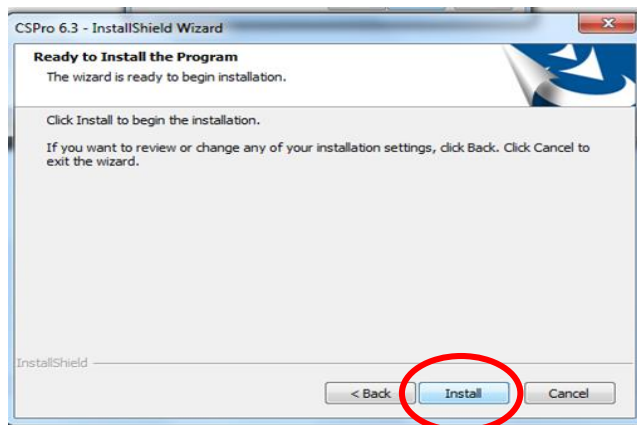 CSPro 6.3 - InstallShield Wizard
Ready to Install the Program
The wizard is ready to begin installation.
Click Install to begin the installation.
If you want to review or change any of your installation settings, click Back. Click Cancel to
exit the wizard.
InstallShield
< Back Install Cancel